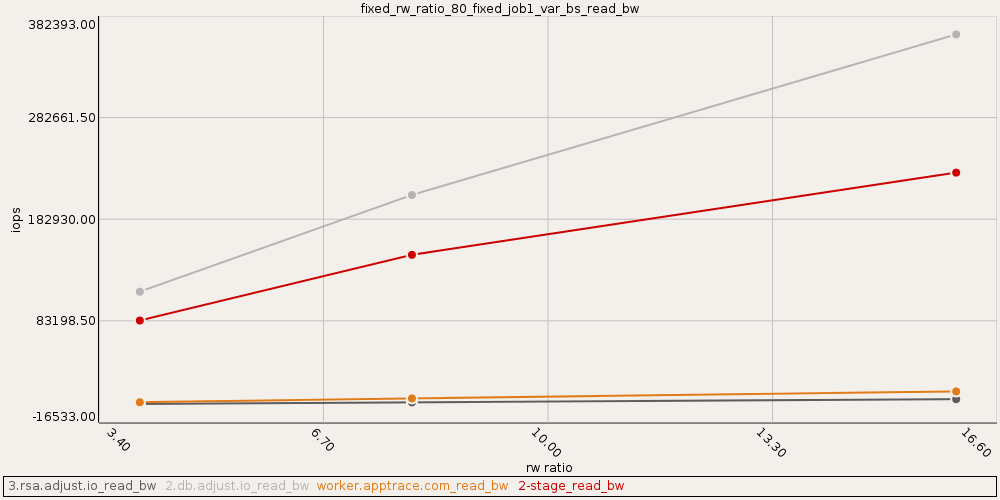 fixed_rw_ratio_80_fixed_job1_var_bs_read_bw
382393.00
282661.50
iops
182930.00
83198.50
-16533.00
3.40 6.70 10.00 13.30 16.60
rw ratio
3.rsa.adjust.io_read_bw 2.db.adjust.io_read_bw worker.apptrace.com_read_bw 2-stage_read_bw